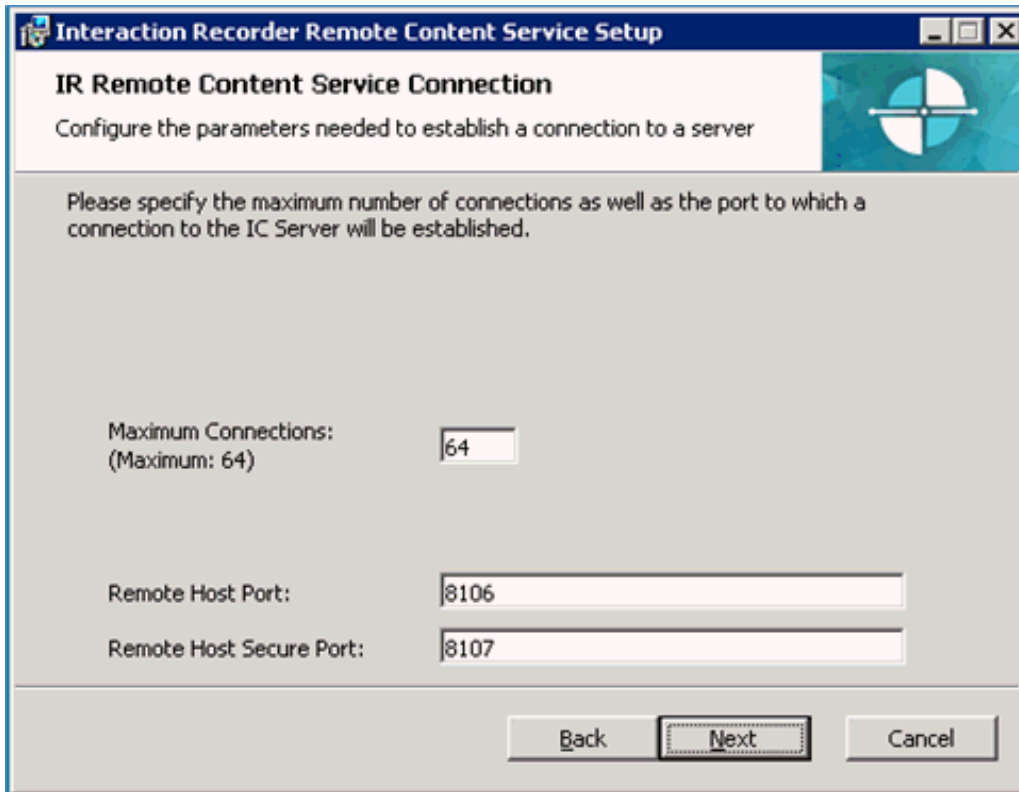 Interaction Recorder Remote Content Service Setup
IR Remote Content Service Connection
Configure the parameters needed to establish a connection to a server
Please specify the maximum number of connections as well as the port to which a
connection to the IC Server will be established.
Maximum Connections:
(Maximum: 64)
64
Remote Host Port:
8106
Remote Host Secure Port:
8107
Back
Next
Cancel